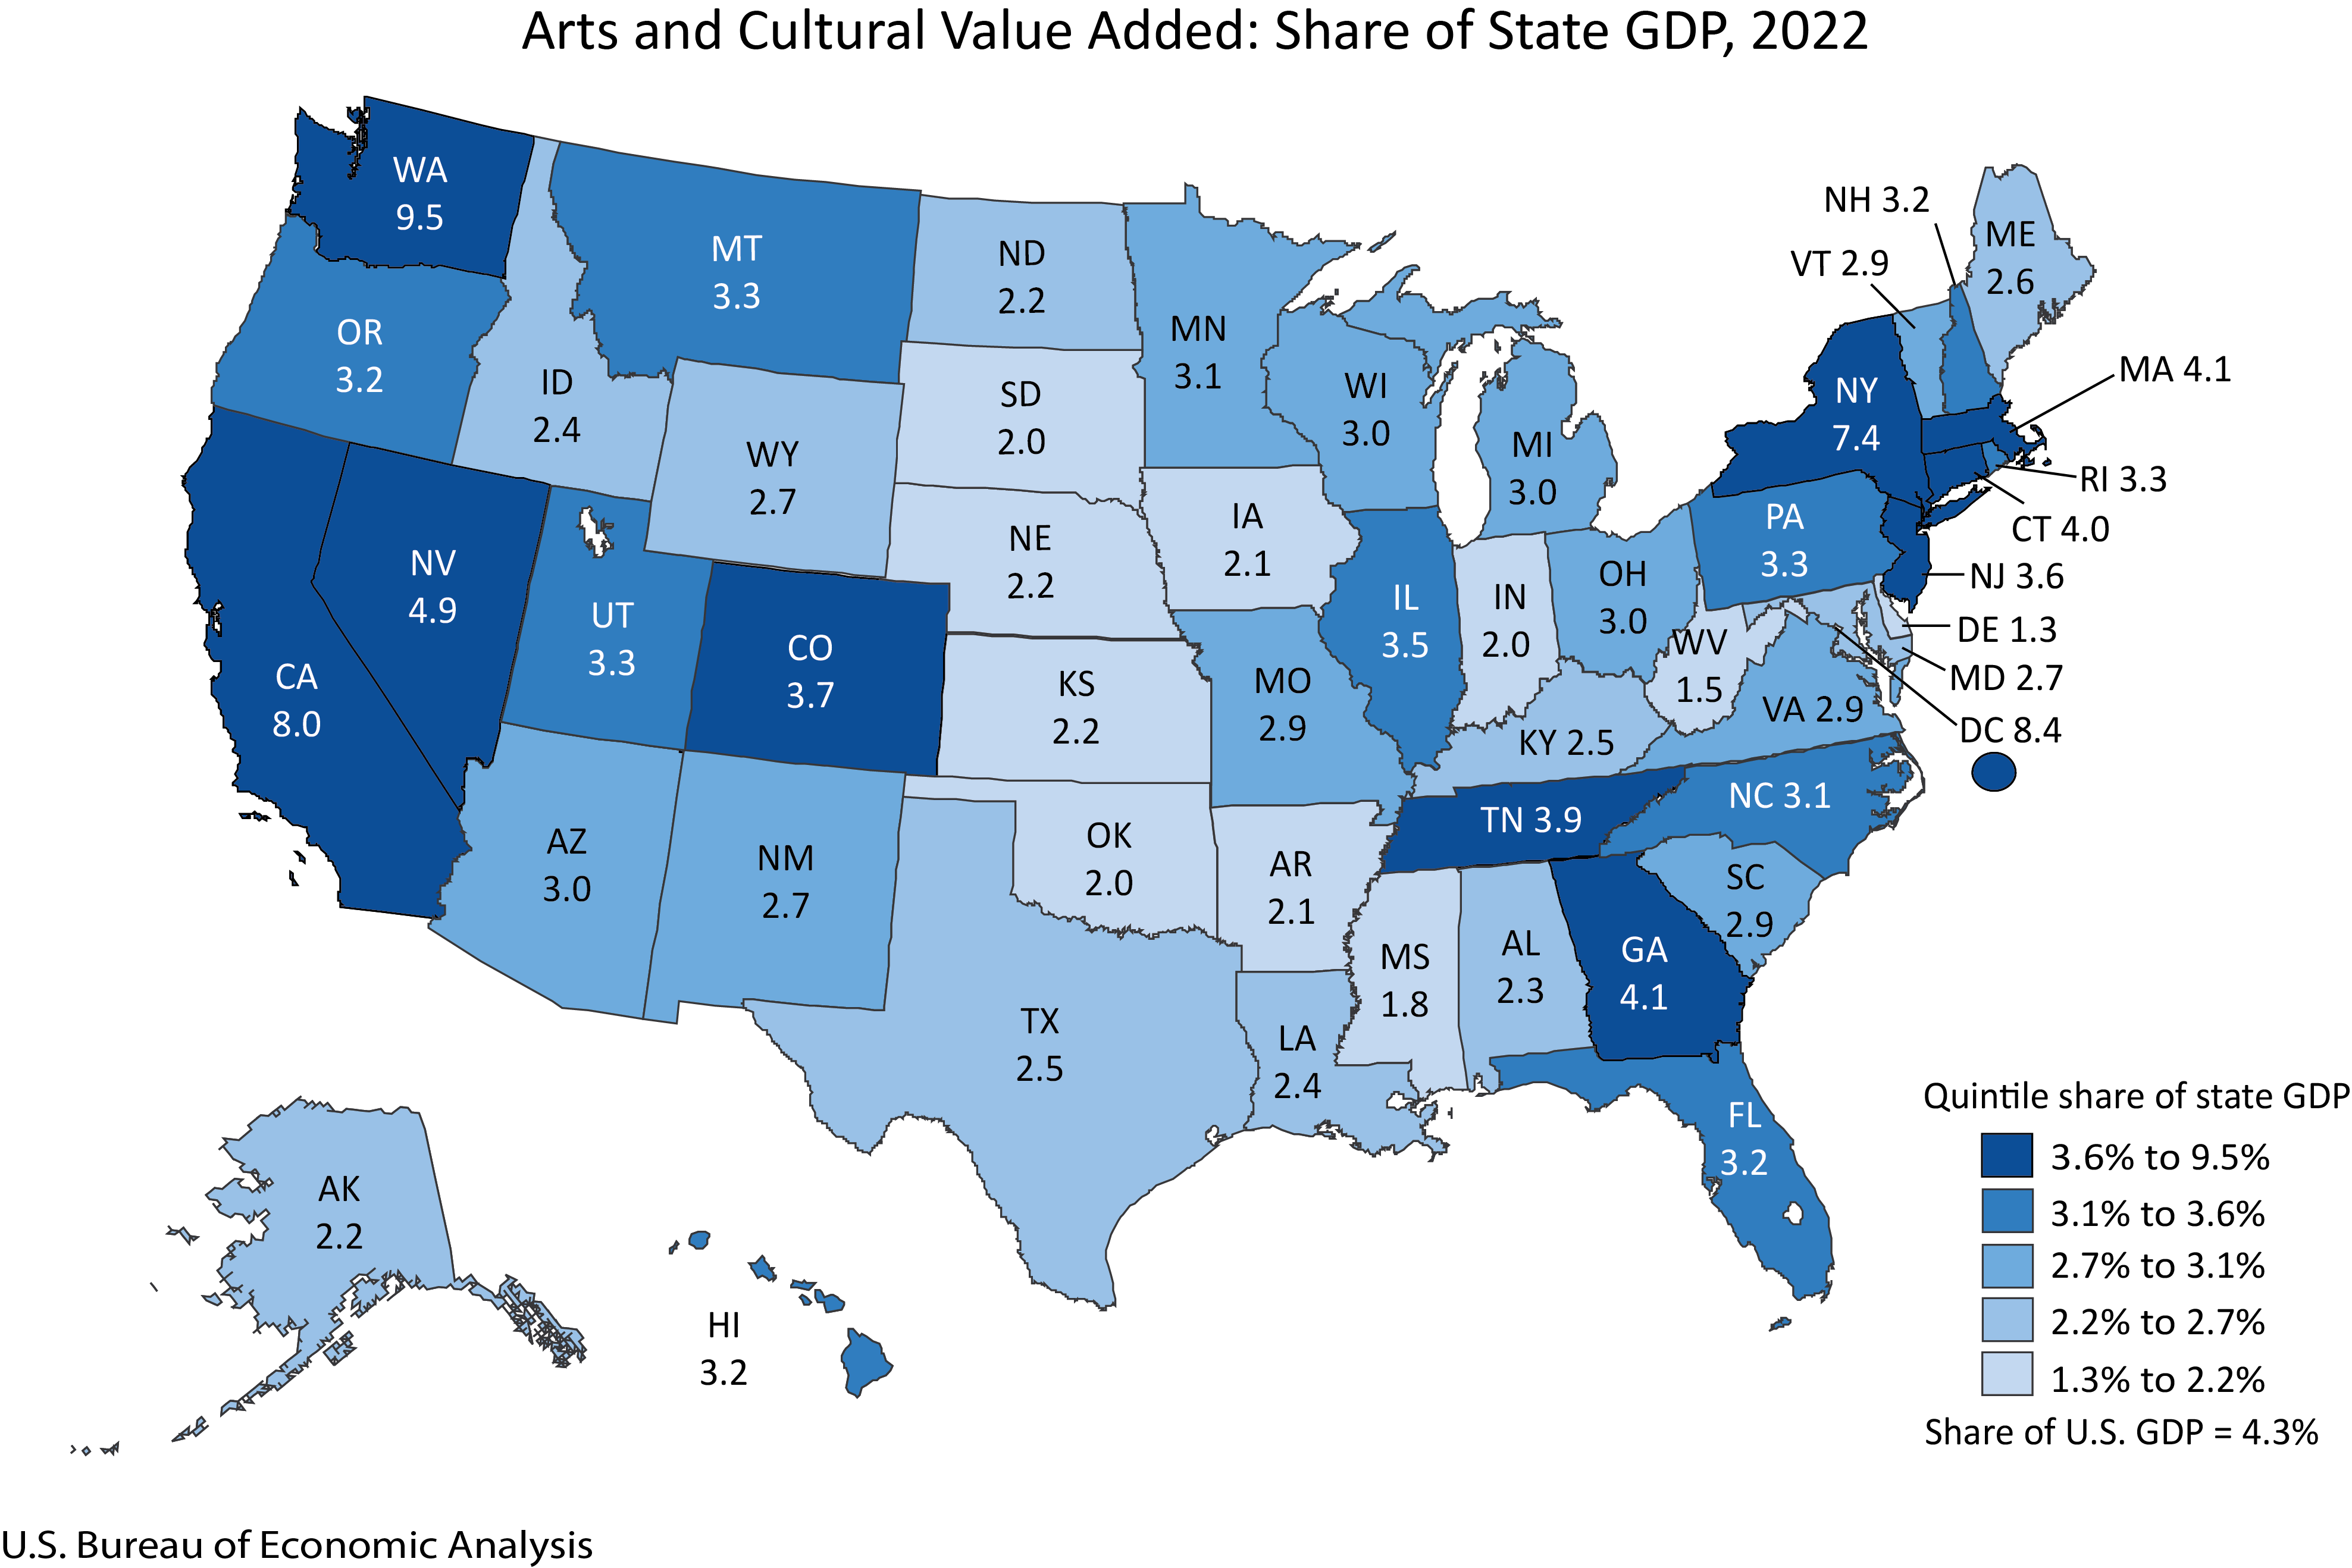 Arts and Cultural Value Added: Share of State GDP, 2022
WA
9.5
OR
3.2
CA
8.0
NV
4.9
ID
2.4
MT
3.3
WY
2.7
UT
3.3
CO
3.7
AZ
3.0
NM
2.7
ND
2.2
SD
2.0
NE
2.2
KS
2.2
OK
2.0
TX
2.5
MN
3.1
IA
2.1
MO
2.9
AR
2.1
LA
2.4
WI
3.0
IL
3.5
MI
3.0
IN
2.0
OH
3.0
KY 2.5
TN 3.9
MS
1.8
AL
2.3
GA
4.1
FL
3.2
SC
2.9
NC 3.1
VA 2.9
WV
1.5
PA
3.3
NY
7.4
VT 2.9
NH 3.2
ME
2.6
MA 4.1
RI 3.3
CT 4.0
NJ 3.6
DE 1.3
MD 2.7
DC 8.4
AK
2.2
HI
3.2
Quintile share of state GDP
3.6% to 9.5%
3.1% to 3.6%
2.7% to 3.1%
2.2% to 2.7%
1.3% to 2.2%
Share of U.S. GDP = 4.3%
U.S. Bureau of Economic Analysis